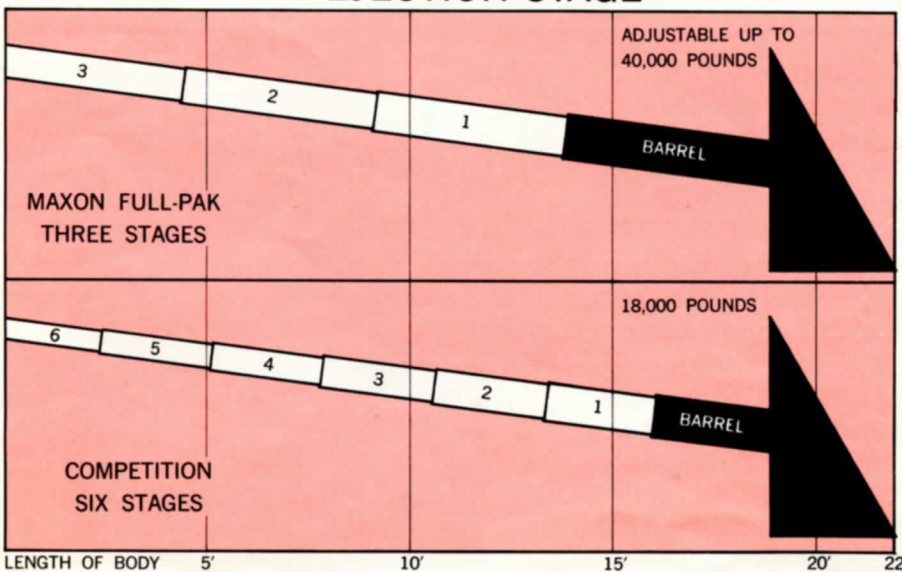 ADJUSTABLE UP TO
40,000 POUNDS
3
2
1
BARREL
MAXON FULL-PAK
THREE STAGES
18,000 POUNDS
6
5
4
3
2
1
BARREL
COMPETITION
SIX STAGES
LENGTH OF BODY 5' 10' 15' 20' 22